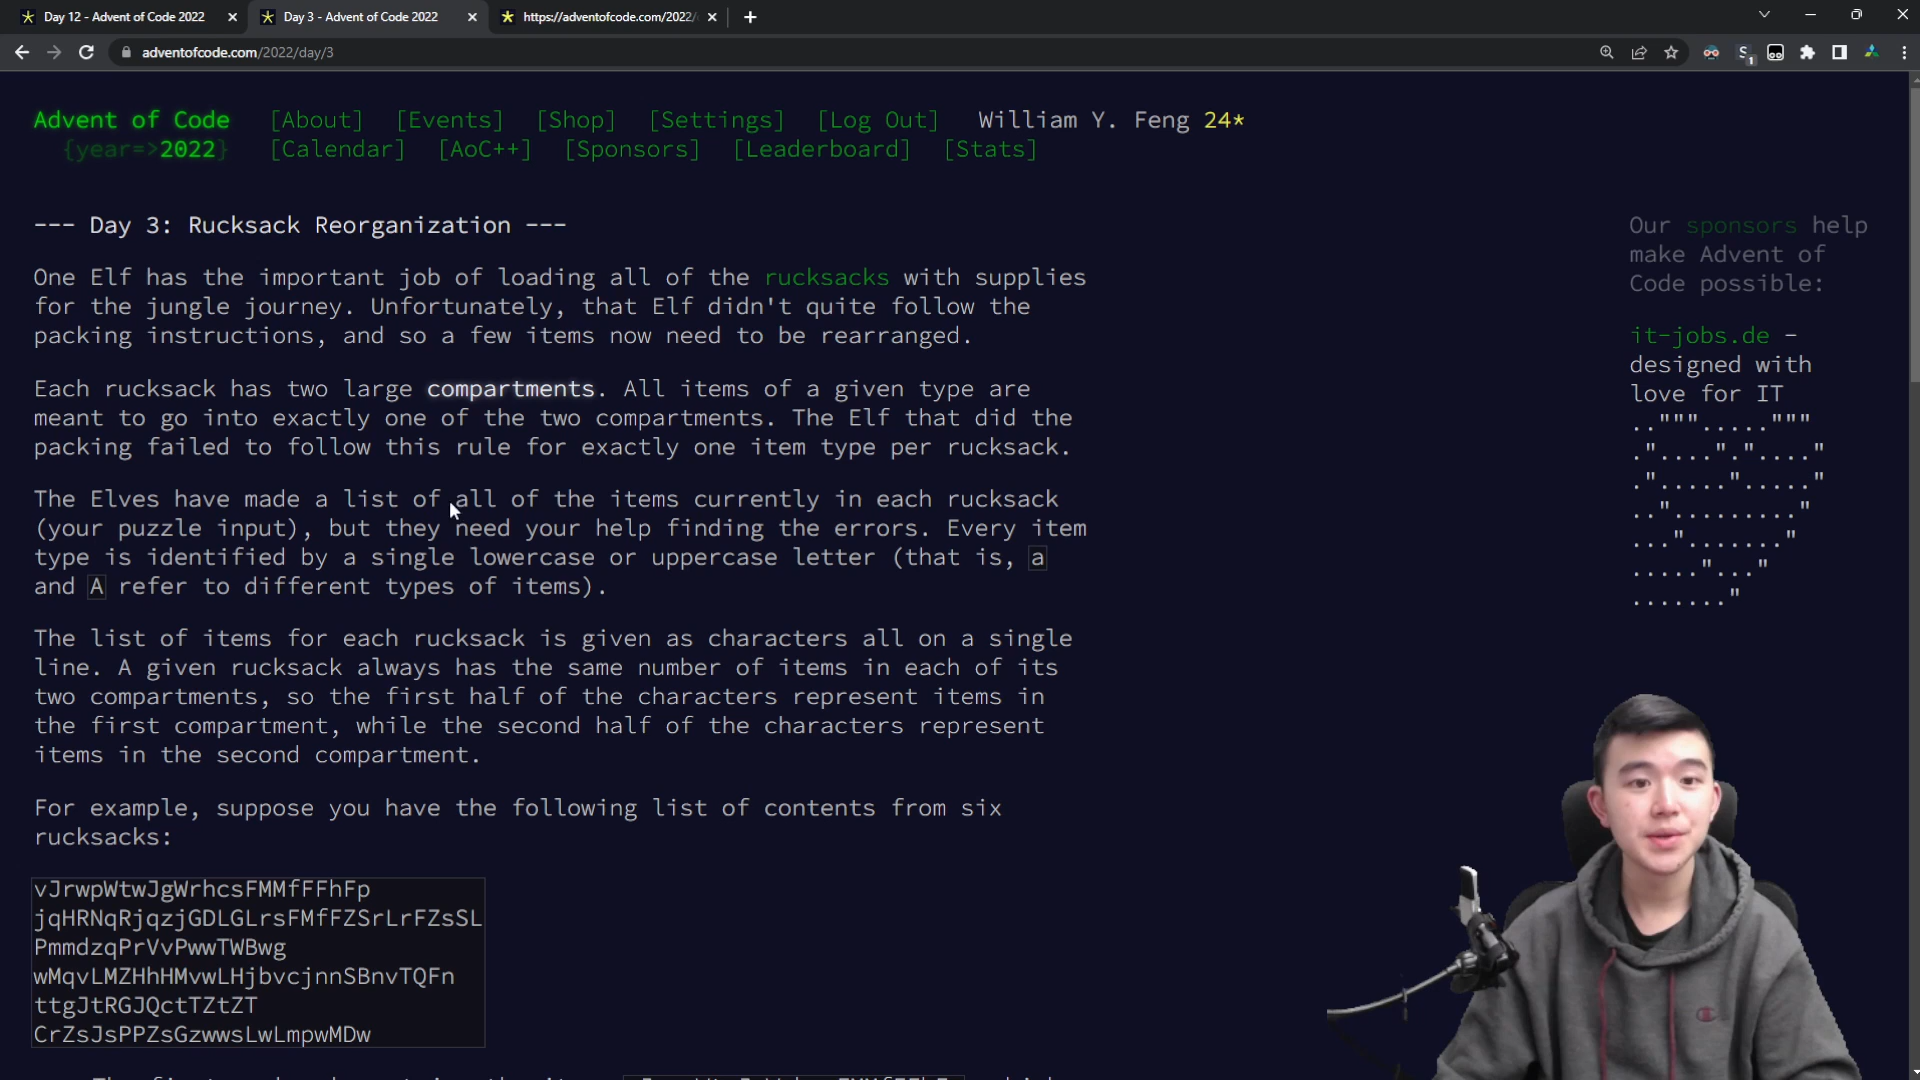 Day 12 - Advent of Code 2022
Day 3 - Advent of Code 2022
https://adventofcode.com/2022/
adventofcode.com/2022/day/3
Advent of Code [About] [Events] [Shop] [Settings] [Log Out] William Y. Feng 24*
{year=>2022} [Calendar] [AoC++] [Sponsors] [Leaderboard] [Stats]
--- Day 3: Rucksack Reorganization ---
One Elf has the important job of loading all of the rucksacks with supplies
for the jungle journey. Unfortunately, that Elf didn't quite follow the
packing instructions, and so a few items now need to be rearranged.
Each rucksack has two large compartments. All items of a given type are
meant to go into exactly one of the two compartments. The Elf that did the
packing failed to follow this rule for exactly one item type per rucksack.
The Elves have made a list of all of the items currently in each rucksack
(your puzzle input), but they need your help finding the errors. Every item
type is identified by a single lowercase or uppercase letter (that is, a
and A refer to different types of items).
The list of items for each rucksack is given as characters all on a single
line. A given rucksack always has the same number of items in each of its
two compartments, so the first half of the characters represent items in
the first compartment, while the second half of the characters represent
items in the second compartment.
For example, suppose you have the following list of contents from six
rucksacks:
vJrwpWtwJgWrhcsFMMfFFhFp
jqHRNqRjqzjGDLGLrsFMfFZSrLrFZsSL
PmmdzqPrVvPwwTWBwg
wMqvLMZHhHMvwLHjbvcjnnSBnvTQFn
ttgJtRGJQctTZtZT
CrZsJsPPZsGzwwsLwLmpwMDw
Our sponsors help
make Advent of
Code possible:
it-jobs.de -
designed with
love for IT
..""".....&quot;""
."....&quot;."....&quot;
.".....&quot;.....&quot;
..".........&quot;
...".......&quot;
....."...&quot;
......."